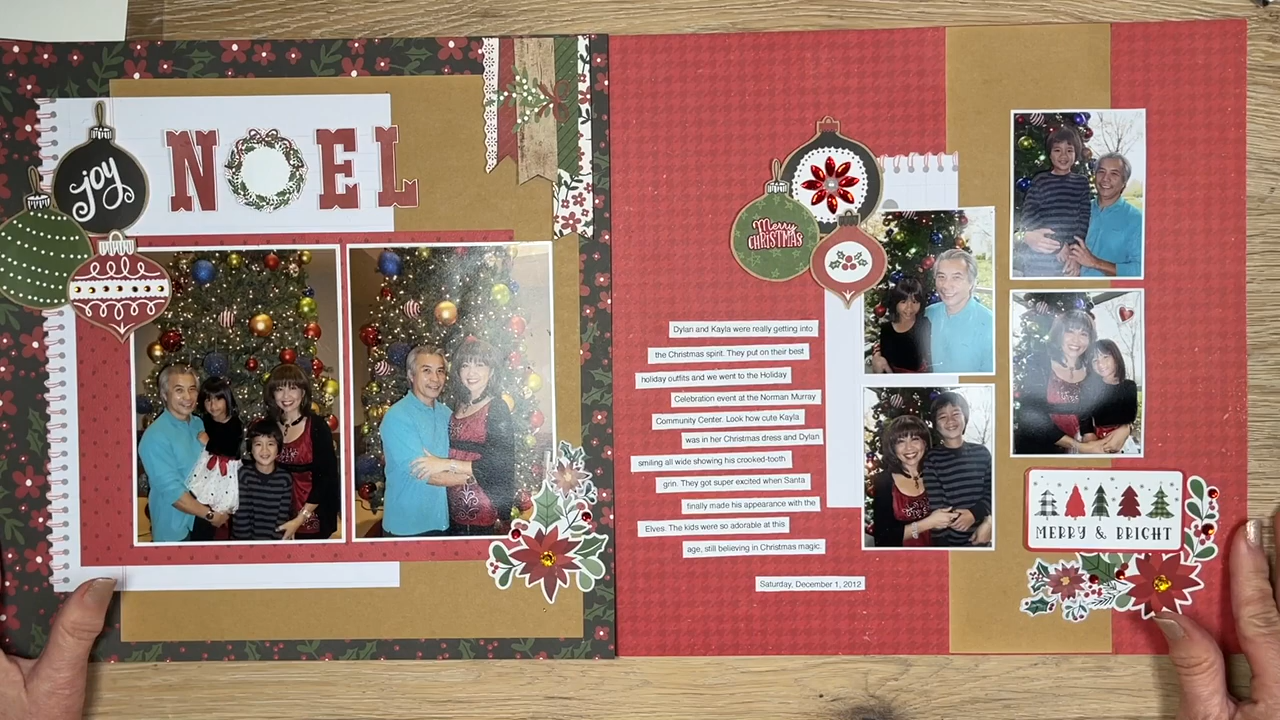 joy
NOEL
Merry
CHRISTMAS
Dylan and Kayla were really getting into
the Christmas spirit. They put on their best
holiday outfits and we went to the Holiday
Celebration event at the Norman Murray
Community Center. Look how cute Kayla
was in her Christmas dress and Dylan
smiling all wide showing his crooked-tooth
grin. They got super excited when Santa
finally made his appearance with the
Elves. The kids were so adorable at this
age, still believing in Christmas magic.
Saturday, December 1, 2012
MERRY & BRIGHT